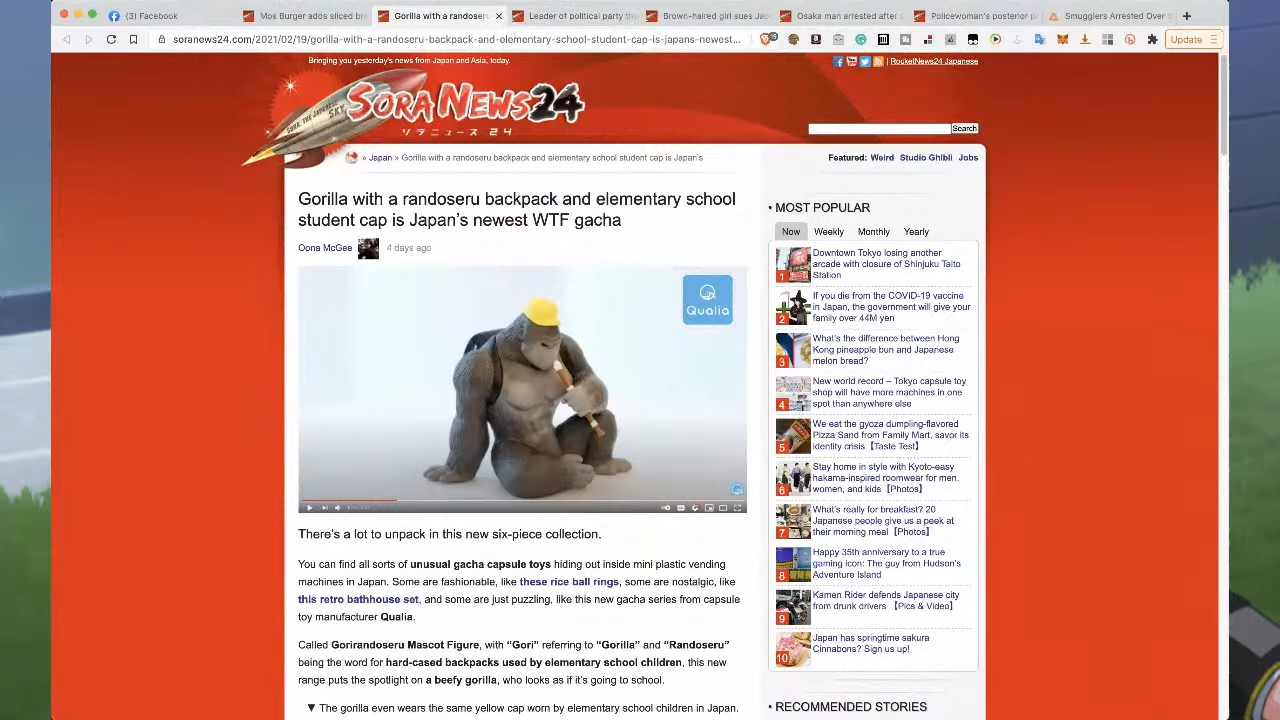 (3) Facebook
Mos Burger adds sliced bre
Gorilla with a randoseru
Leader of political party the
Brown-haired girl sues Jap
Osaka man arrested after s
Policewoman's posterior p
Smugglers Arrested Over S
soranews24.com/2021/02/19/gorilla-with-a-randoseru-backpack-and-elementary-school-student-cap-is-japans-newest...
Update
Bringing you yesterday's news from Japan and Asia, today.
RocketNews24 Japanese
SORA, THE JAPANESE SKY
SORANEWS24
ソラニュース 24
Search
» Japan » Gorilla with a randoseru backpack and elementary school student cap is Japan's
Featured: Weird Studio Ghibli Jobs
Gorilla with a randoseru backpack and elementary school
student cap is Japan's newest WTF gacha
Oona McGee 4 days ago
Qualia
There's a lot to unpack in this new six-piece collection.
You can find all sorts of unusual gacha capsule toys hiding out inside mini plastic vending
machines in Japan. Some are fashionable, like these rice ball rings, some are nostalgic, like
this retro bathhouse set, and some are just puzzling, like this new gacha series from capsule
toy manufacturer Qualia.
Called Gorirandoseru Mascot Figure, with "Gori" referring to "Gorilla" and "Randoseru"
being the word for hard-cased backpacks used by elementary school children, this new
range puts the spotlight on a beefy gorilla, who looks as if it's going to school.
▼ The gorilla even wears the same yellow cap worn by elementary school children in Japan.
• MOST POPULAR
Now Weekly Monthly Yearly
1 Downtown Tokyo losing another
arcade with closure of Shinjuku Taito
Station
2 If you die from the COVID-19 vaccine
in Japan, the government will give your
family over 44M yen
3 What's the difference between Hong
Kong pineapple bun and Japanese
melon bread?
4 New world record – Tokyo capsule toy
shop will have more machines in one
spot than anywhere else
5 We eat the gyoza dumpling-flavored
Pizza Sand from Family Mart, savor its
identity crisis【Taste Test】
6 Stay home in style with Kyoto-easy
hakama-inspired roomwear for men,
women, and kids【Photos】
7 What's really for breakfast? 20
Japanese people give us a peek at
their morning meal【Photos】
8 Happy 35th anniversary to a true
gaming icon: The guy from Hudson's
Adventure Island
9 Kamen Rider defends Japanese city
from drunk drivers 【Pics & Video】
10 Japan has springtime sakura
Cinnabons? Sign us up!
• RECOMMENDED STORIES